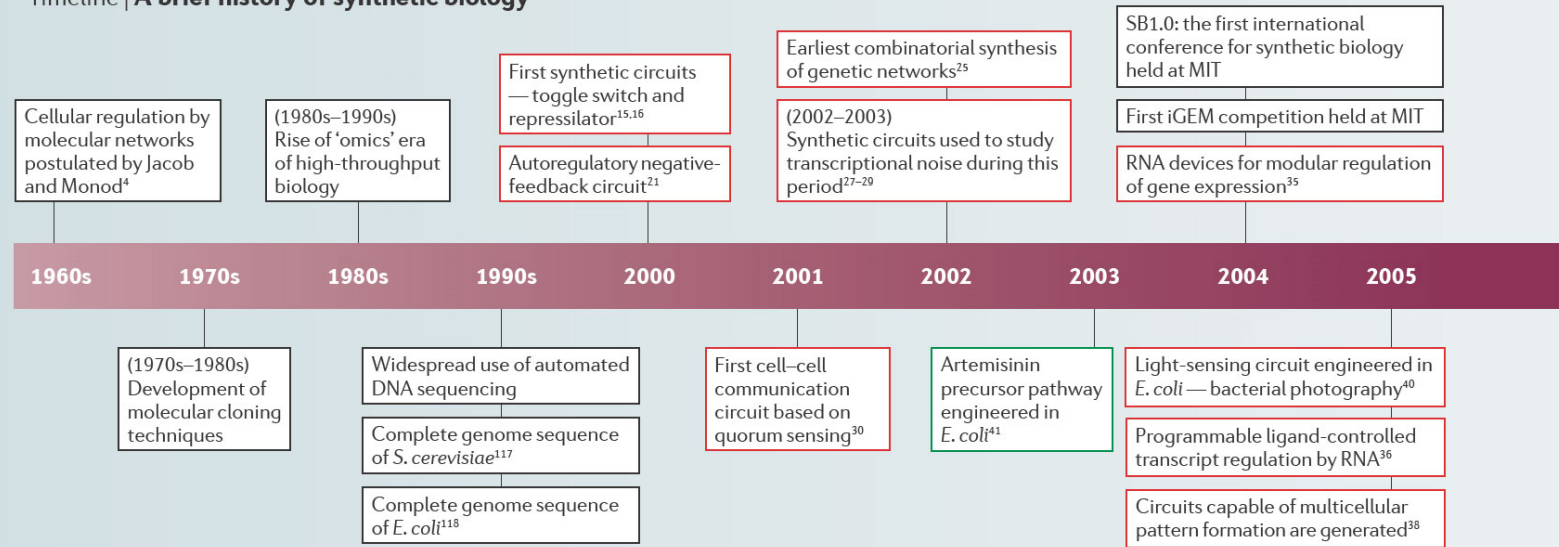 Timeline | A brief history of synthetic biology
Cellular regulation by
molecular networks
postulated by Jacob
and Monod⁴
(1980s–1990s)
Rise of ‘omics’ era
of high-throughput
biology
First synthetic circuits
— toggle switch and
repressilator¹⁵,¹⁶
Autoregulatory negative-
feedback circuit²¹
Earliest combinatorial synthesis
of genetic networks²⁵
(2002–2003)
Synthetic circuits used to study
transcriptional noise during this
period²⁷–²⁹
SB1.0: the first international
conference for synthetic biology
held at MIT
First iGEM competition held at MIT
RNA devices for modular regulation
of gene expression³⁵
1960s 1970s 1980s 1990s 2000 2001 2002 2003 2004 2005
(1970s–1980s)
Development of
molecular cloning
techniques
Widespread use of automated
DNA sequencing
Complete genome sequence
of S. cerevisiae¹¹⁷
Complete genome sequence
of E. coli¹¹⁸
First cell–cell
communication
circuit based on
quorum sensing³⁰
Artemisinin
precursor pathway
engineered in
E. coli⁴¹
Light-sensing circuit engineered in
E. coli — bacterial photography⁴⁰
Programmable ligand-controlled
transcript regulation by RNA³⁶
Circuits capable of multicellular
pattern formation are generated³⁸